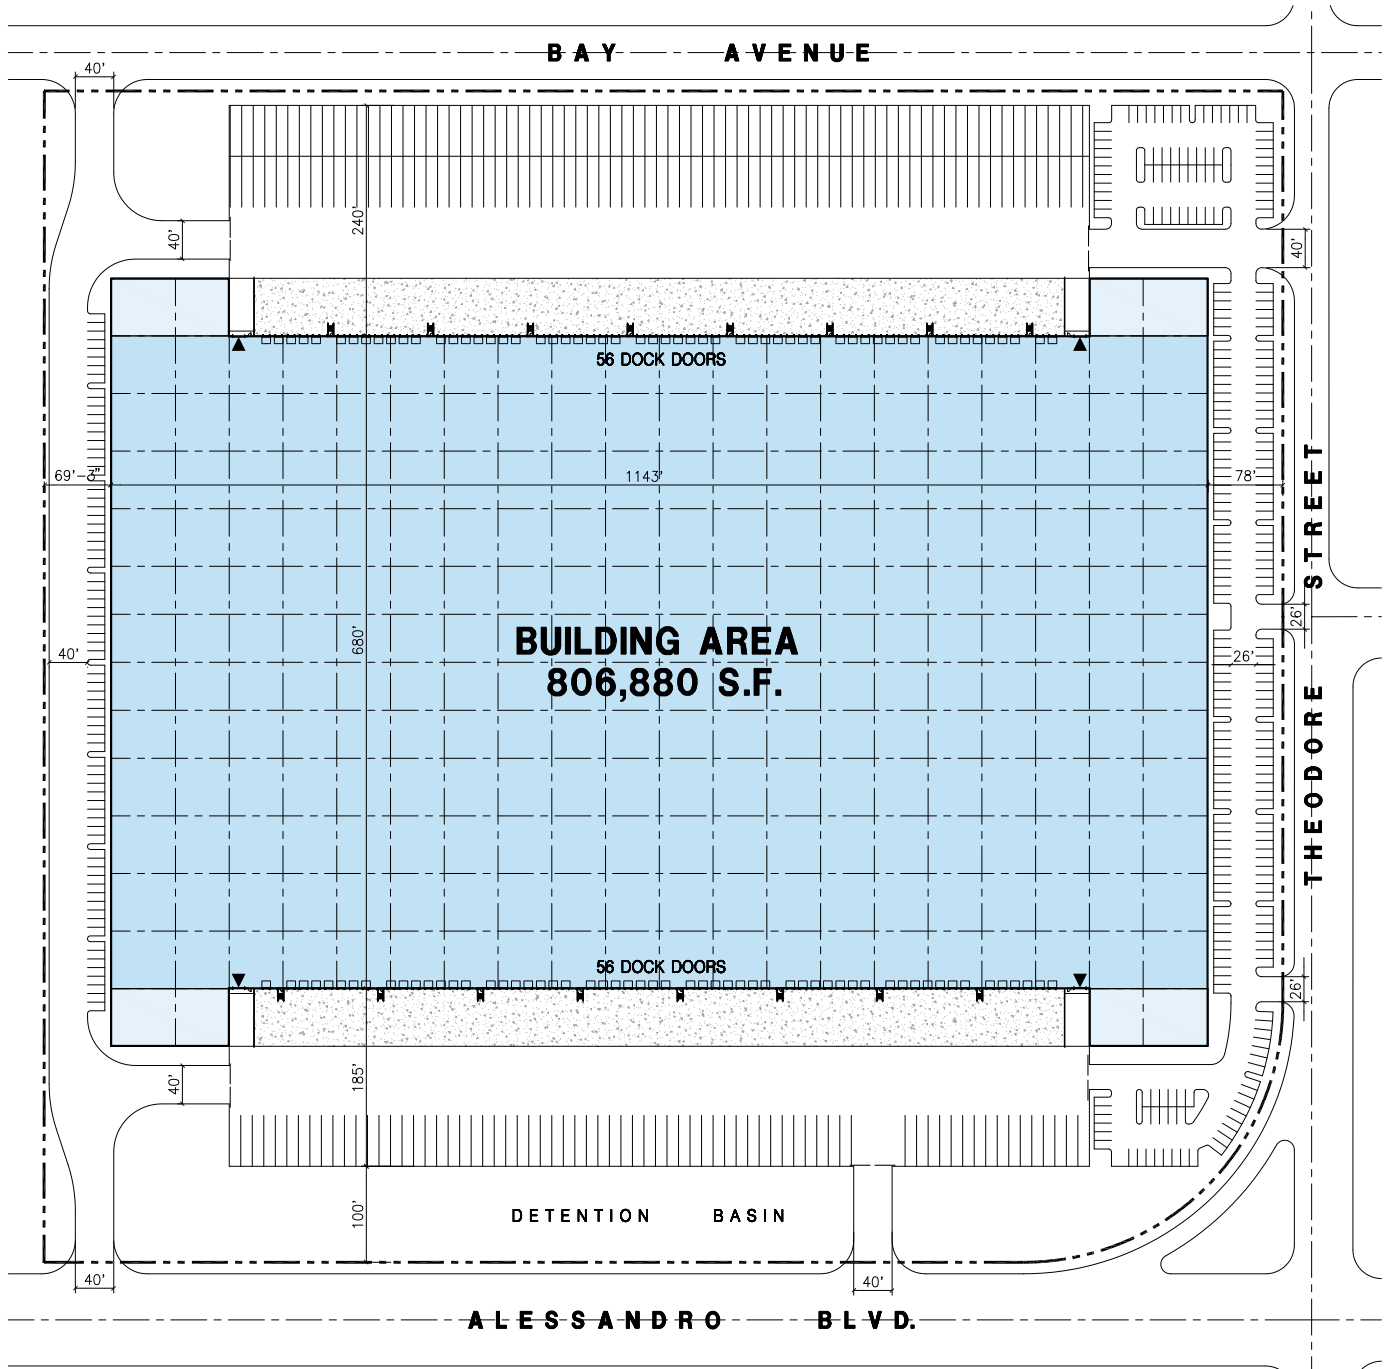 BAY AVENUE
40'
240'
40'
40'
56 DOCK DOORS
69'-3"
1143'
78'
THEODORE STREET
26'
680'
BUILDING AREA
806,880 S.F.
40'
26'
56 DOCK DOORS
26'
40'
185'
100'
DETENTION BASIN
40'
40'
ALESSANDRO BLVD.